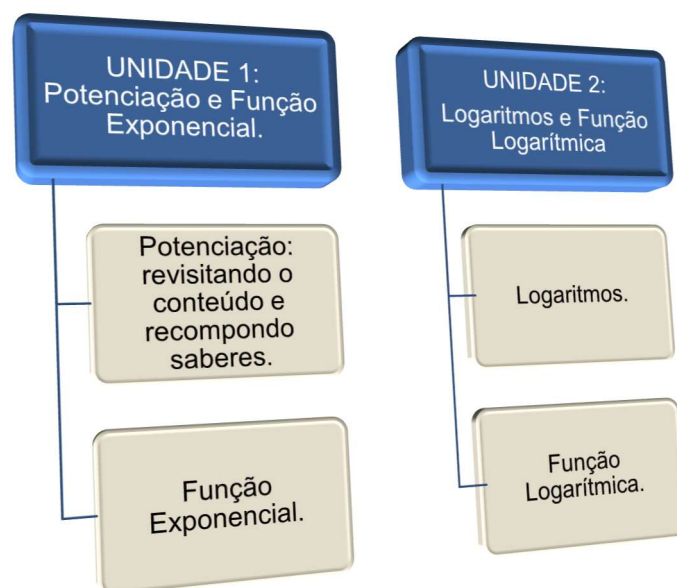 UNIDADE 1:
Potenciação e Função
Exponencial.
Potenciação:
revisitando o
conteúdo e
recompondo
saberes.
Função
Exponencial.
UNIDADE 2:
Logaritmos e Função
Logarítmica
Logaritmos.
Função
Logarítmica.